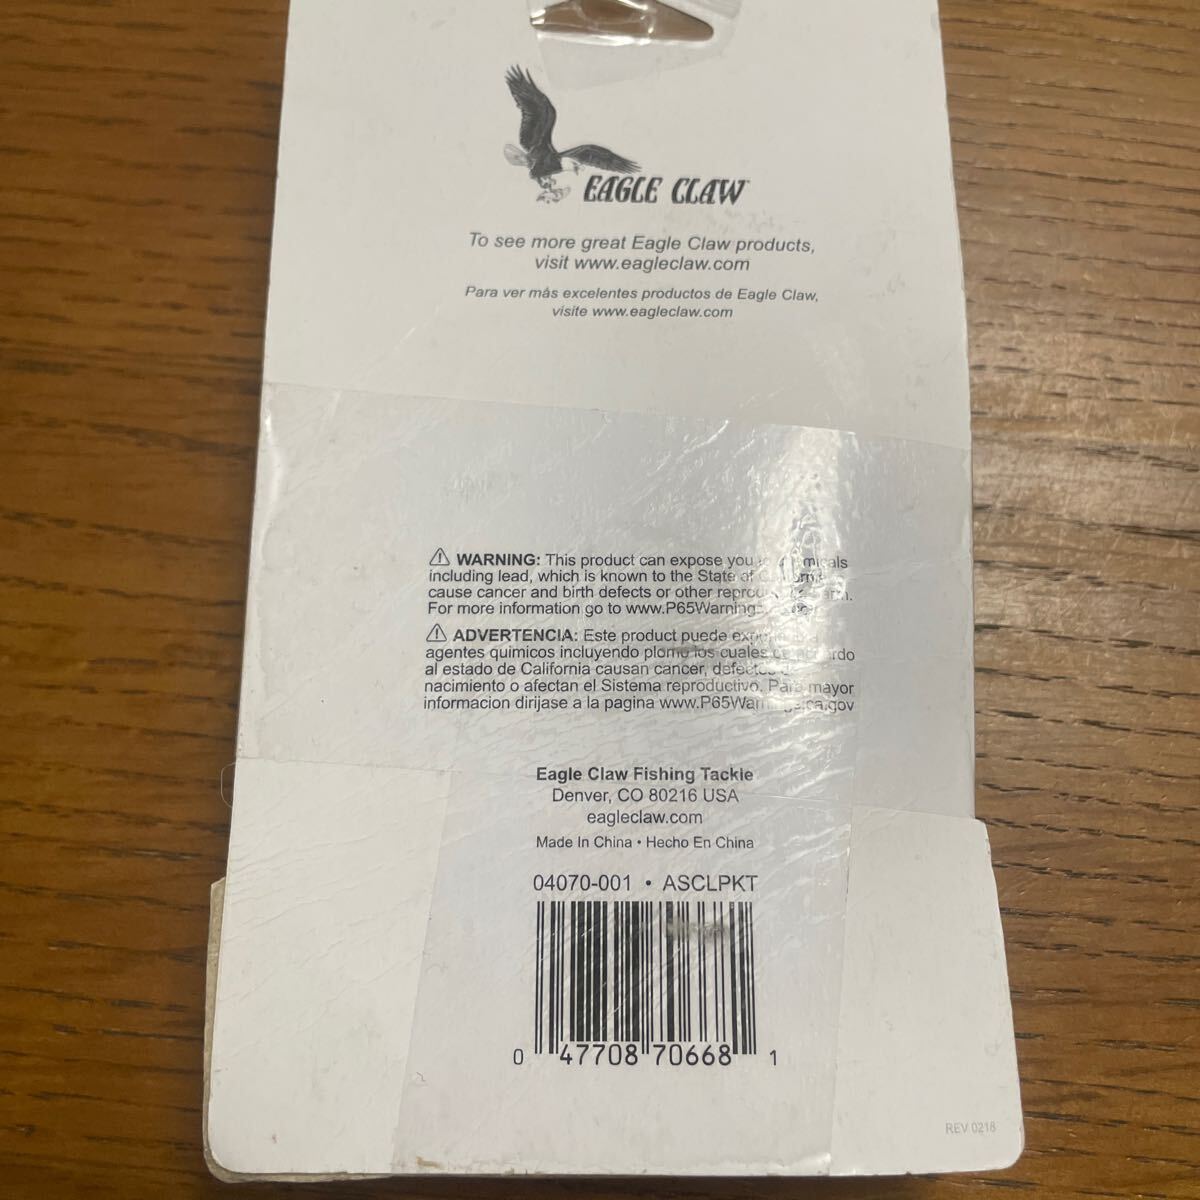 EAGLE CLAW
To see more great Eagle Claw products,
visit www.eagleclaw.com
Para ver más excelentes productos de Eagle Claw,
visite www.eagleclaw.com
WARNING: This product can expose you
including lead, which is known to the State of
cause cancer and birth defects or other
For more information go to
ADVERTENCIA: Este producto puede
agentes quimicos incluyendo plomo los cuales
al estado de California causan cancer,
nacimiento o afectan el Sistema reproductivo. Para mayor
informacion dirijase a la pagina
Eagle Claw Fishing Tackle
Denver, CO 80216 USA
eagleclaw.com
Made In China • Hecho En China
04070-001 • ASCLPKT
0 47708 70668 1
REV 0218